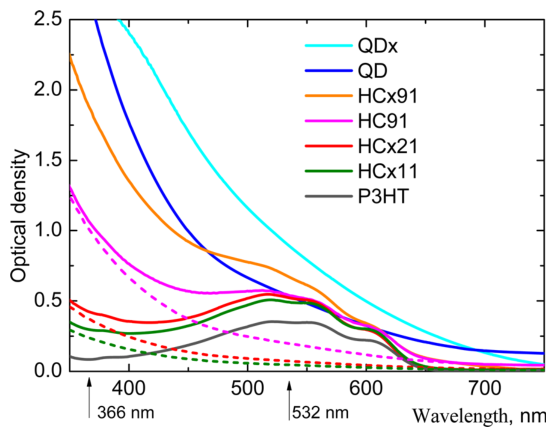 2.5
2.0
1.5
1.0
0.5
0.0
Optical density
QDx
QD
HCx91
HC91
HCx21
HCx11
P3HT
400 500 600 700
366 nm 532 nm Wavelength, nm